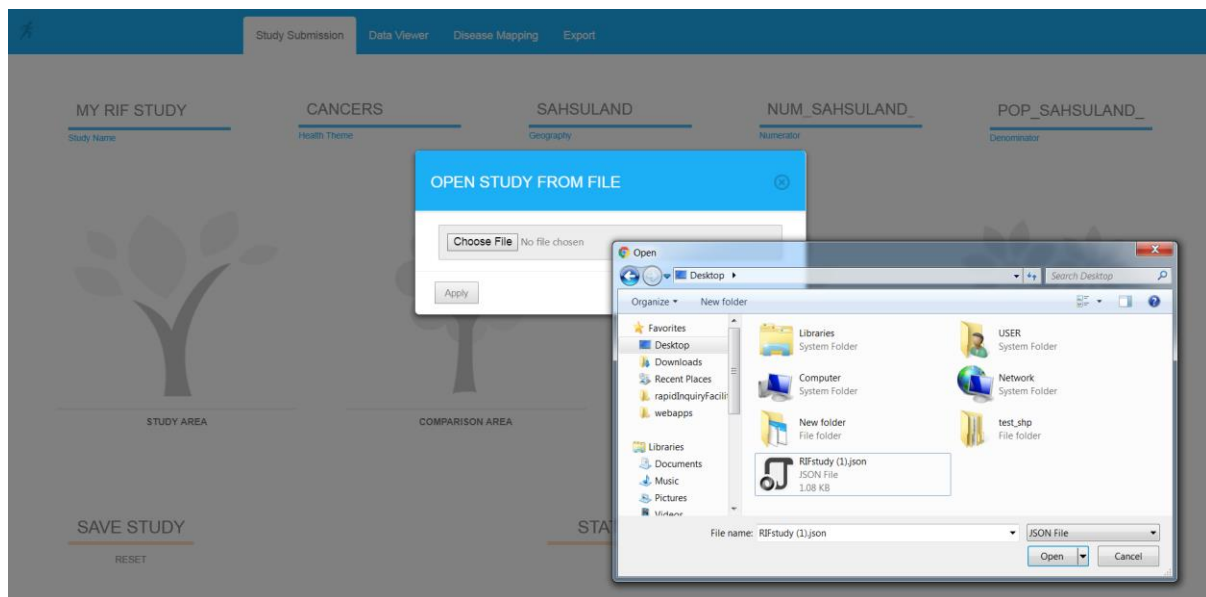 Study Submission Data Viewer Disease Mapping Export
MY RIF STUDY CANCERS SAHSULAND NUM_SAHSULAND_ POP_SAHSULAND_
Study Name Health Theme Geography Numerator Denominator
OPEN STUDY FROM FILE
Choose File No file chosen
Apply
Open
Desktop
Search Desktop
Organize New folder
Favorites
Desktop
Downloads
Recent Places
rapidInquiryFacili
webapps
Libraries
Documents
Music
Pictures
Videos
Libraries
System Folder
USER
System Folder
Computer
System Folder
Network
System Folder
New folder
File folder
test_shp
File folder
RIFstudy (1).json
JSON File
1.08 KB
File name: RIFstudy (1).json JSON File
Open Cancel
STUDY AREA COMPARISON AREA
SAVE STUDY STAT
RESET